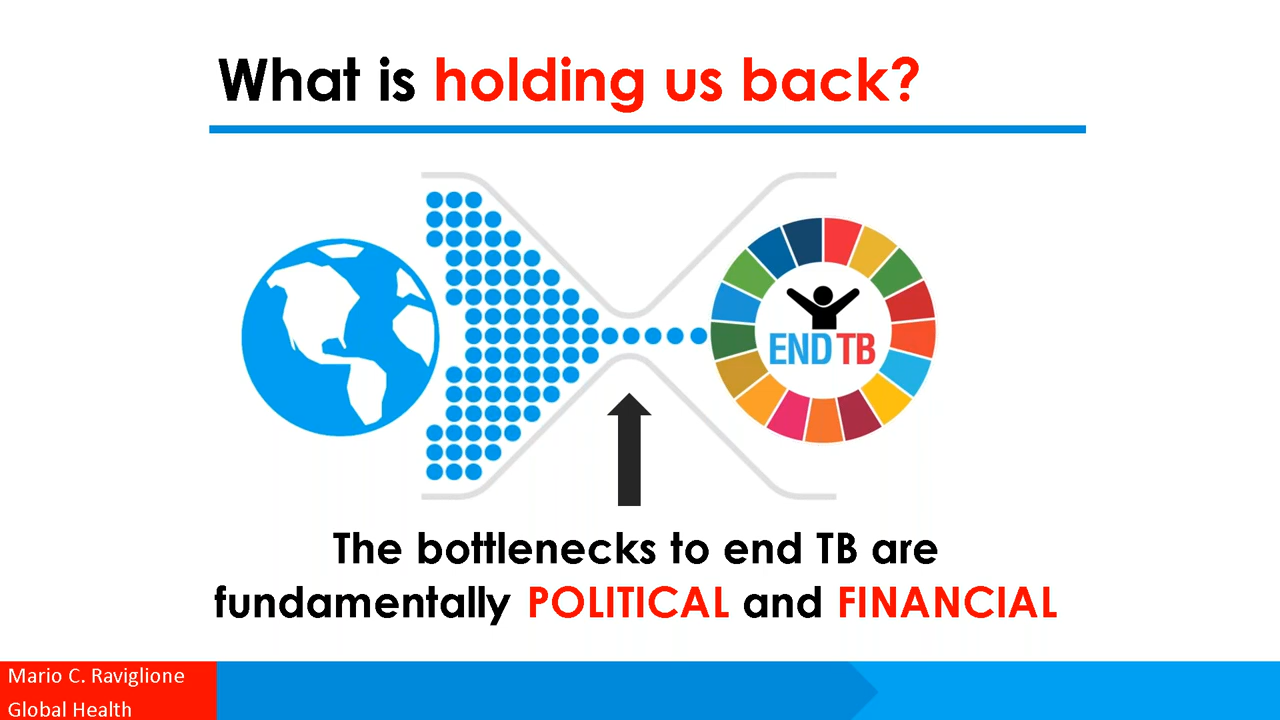 What is holding us back?
END TB
The bottlenecks to end TB are
fundamentally POLITICAL and FINANCIAL
Mario C. Raviglione
Global Health